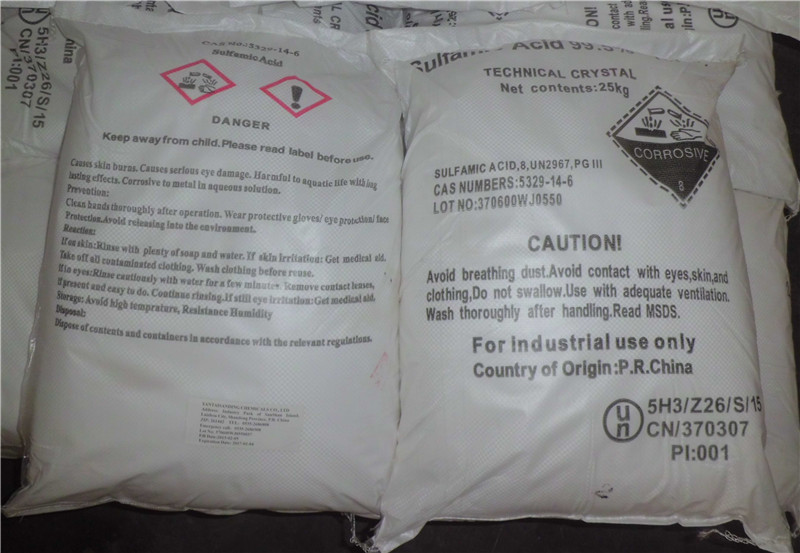 hina
5H3/Z26/S/15
CN/370307
PI:001
CAS No.:5329-14-6
Sulfamic Acid
DANGER
Keep away from child.Please read label before use.
Causes skin burns. Causes serious eye damage. Harmful to aquatic life with long
lasting effects. Corrosive to metal in aqueous solution.
Prevention:
Clean hands thoroughly after operation. Wear protective gloves/ eye protection/ face
Protection.Avoid releasing into the environment.
Reaction:
If on skin:Rinse with plenty of soap and water. If skin irritation: Get medical aid.
Take off all contaminated clothing. Wash clothing before reuse.
If in eyes:Rinse cautiously with water for a few minutes. Remove contact lenses,
if present and easy to do. Continue rinsing.If still eye irritation:Get medical aid.
Storage: Avoid high temprature, Resistance Humidity
Disposal:
Dispose of contents and containers in accordance with the relevant regulations.
Sulfamic Acid 99.5%
TECHNICAL CRYSTAL
Net contents:25kg
CORROSIVE
8
SULFAMIC ACID,8,UN2967,PG III
CAS NUMBERS:5329-14-6
LOT NO:370600WJ0550
CAUTION!
Avoid breathing dust.Avoid contact with eyes,skin,and
clothing,Do not swallow.Use with adequate ventilation.
Wash thoroughly after handling.Read MSDS.
For industrial use only
Country of Origin:P.R.China
un
5H3/Z26/S/15
CN/370307
PI:001